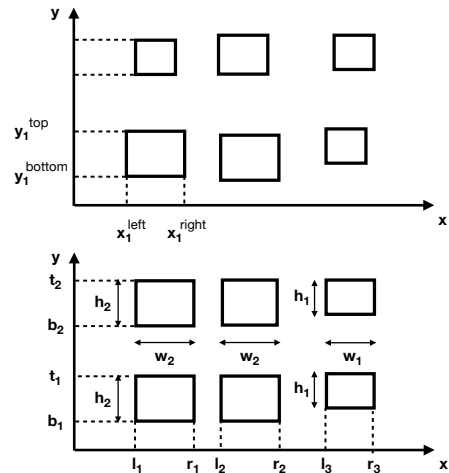 y
y₁ᵗᵒᵖ
y₁ᵇᵒᵗᵗᵒᵐ
x₁ˡᵉᶠᵗ x₁ʳⁱᵍʰᵗ x
y
t₂
h₂ h₁
b₂
w₂ w₂ w₁
t₁
h₂ h₁
b₁
l₁ r₁ l₂ r₂ l₃ r₃ x